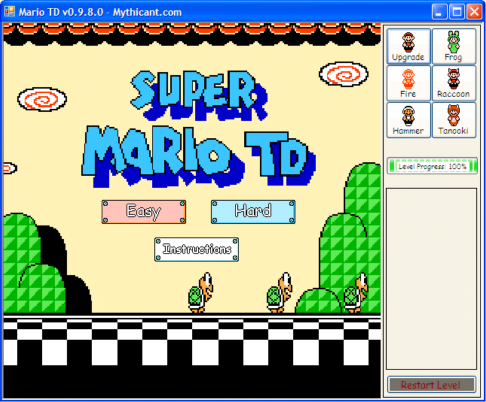 Mario TD v0.9.8.0 - Mythicant.com
SUPER
MARIO TD
Easy
Hard
Instructions
Upgrade
Frog
Fire
Raccoon
Hammer
Tanooki
Level Progress: 100%
Restart Level